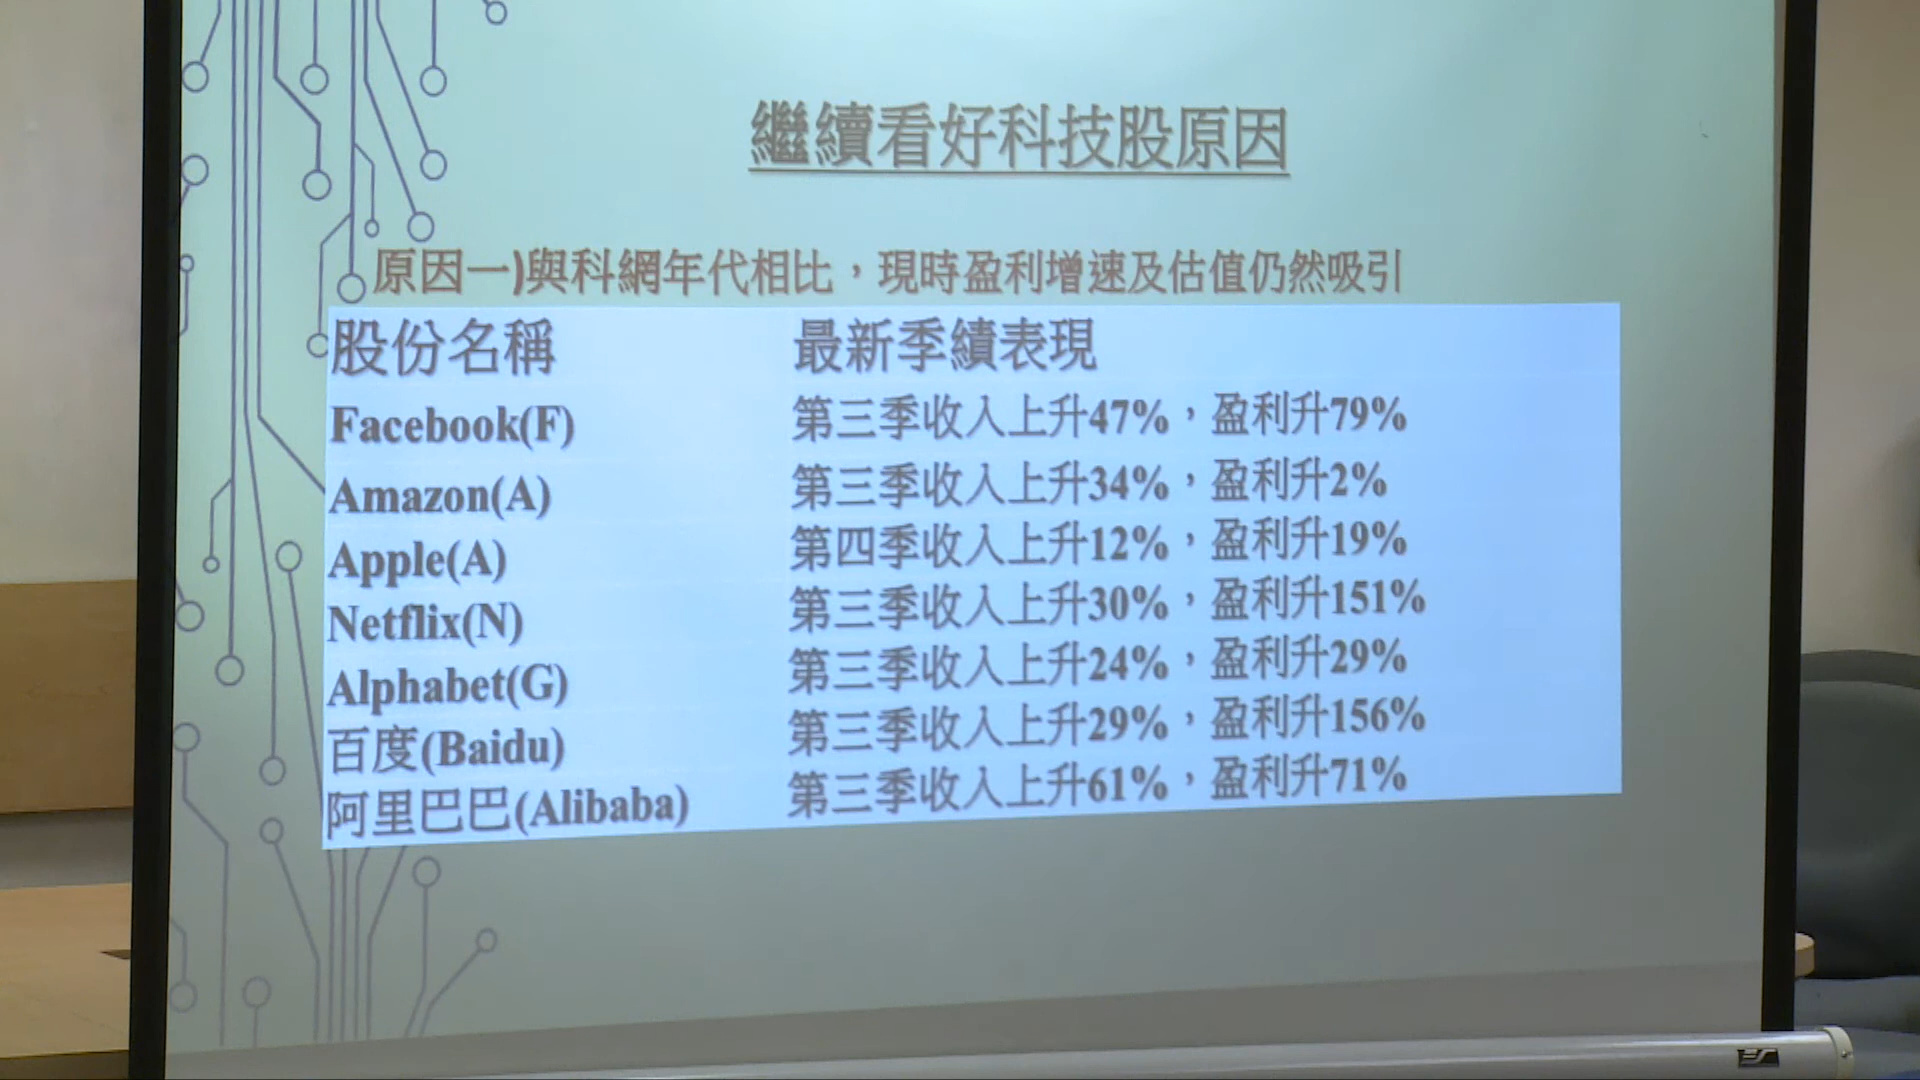 繼續看好科技股原因
原因一)與科網年代相比，現時盈利增速及估值仍然吸引
股份名稱 最新季績表現
Facebook(F) 第三季收入上升47%，盈利升79%
Amazon(A) 第三季收入上升34%，盈利升2%
Apple(A) 第四季收入上升12%，盈利升19%
Netflix(N) 第三季收入上升30%，盈利升151%
Alphabet(G) 第三季收入上升24%，盈利升29%
百度(Baidu) 第三季收入上升29%，盈利升156%
阿里巴巴(Alibaba) 第三季收入上升61%，盈利升71%